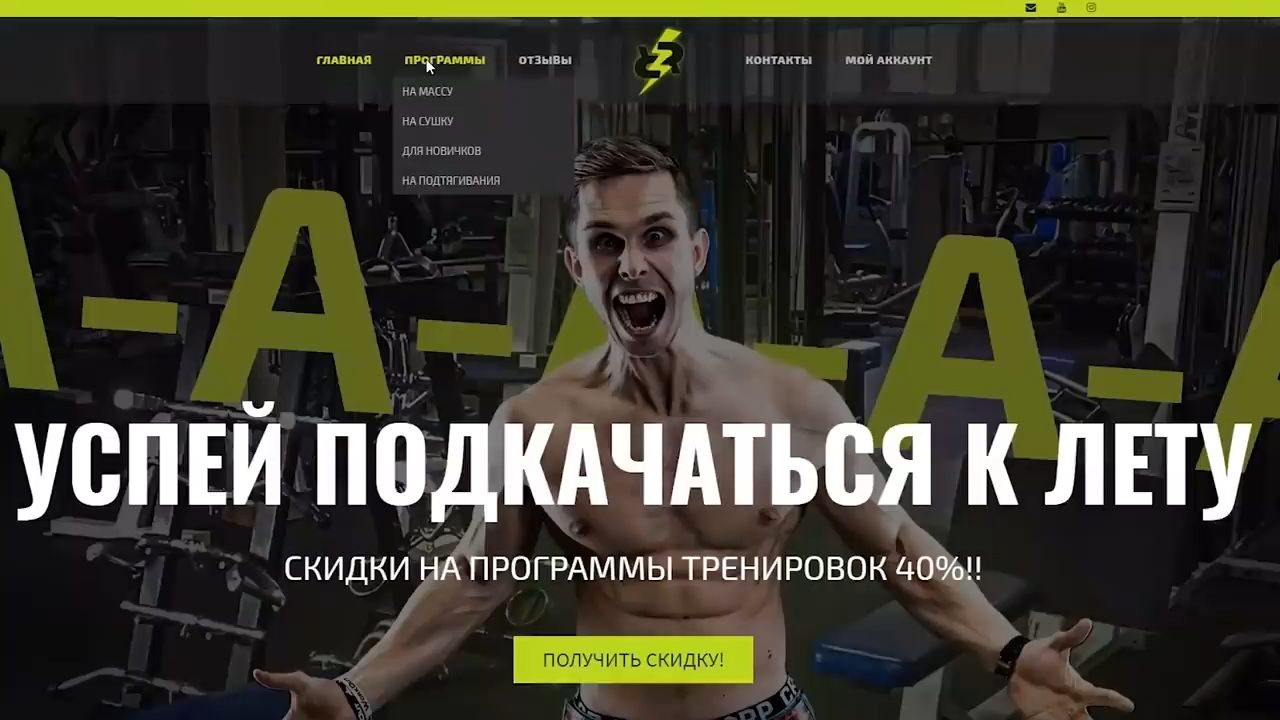 ГЛАВНАЯ
ПРОГРАММЫ
ОТЗЫВЫ
КОНТАКТЫ
МОЙ АККАУНТ
НА МАССУ
НА СУШКУ
ДЛЯ НОВИЧКОВ
НА ПОДТЯГИВАНИЯ
А-А-А-А-А
УСПЕЙ ПОДКАЧАТЬСЯ К ЛЕТУ
СКИДКИ НА ПРОГРАММЫ ТРЕНИРОВОК 40%!!
ПОЛУЧИТЬ СКИДКУ!